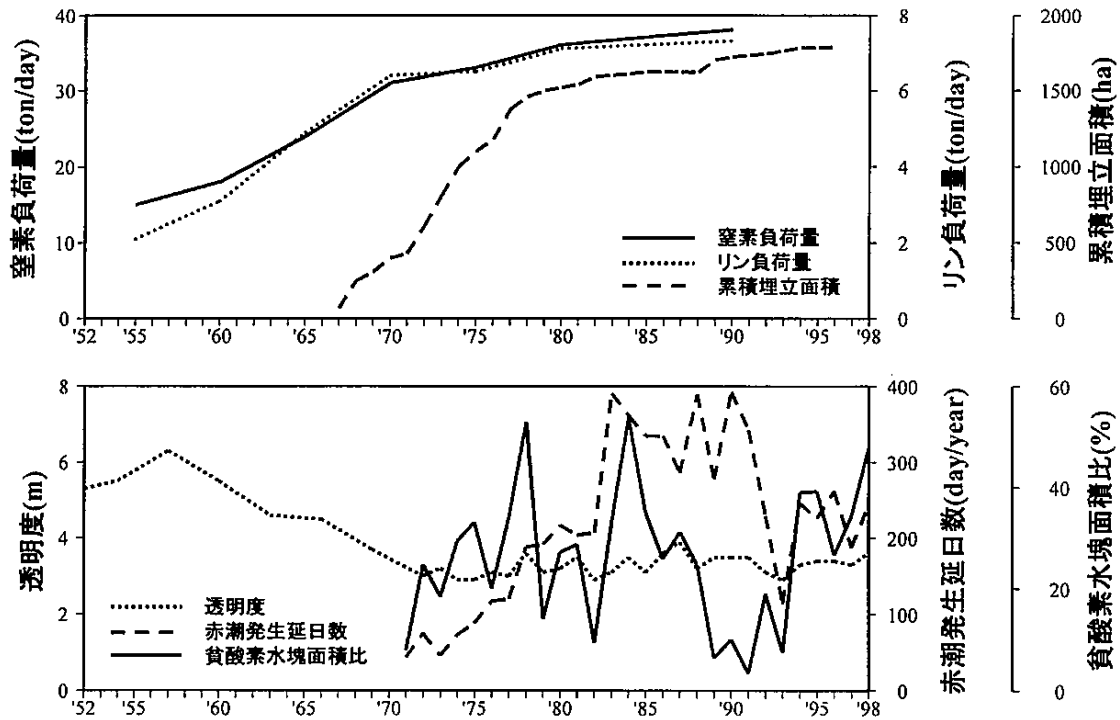 窒素負荷量(ton/day)
40
30
20
10
0
8
6
4
2
0
リン負荷量(ton/day)
2000
1500
1000
500
0
累積埋立面積(ha)
窒素負荷量
リン負荷量
累積埋立面積
'52 '55 '60 '65 '70 '75 '80 '85 '90 '95 '98
透明度(m)
8
6
4
2
0
400
300
200
100
0
赤潮発生延日数(day/year)
60
40
20
0
貧酸素水塊面積比(%)
透明度
赤潮発生延日数
貧酸素水塊面積比
'52 '55 '60 '65 '70 '75 '80 '85 '90 '95 '98